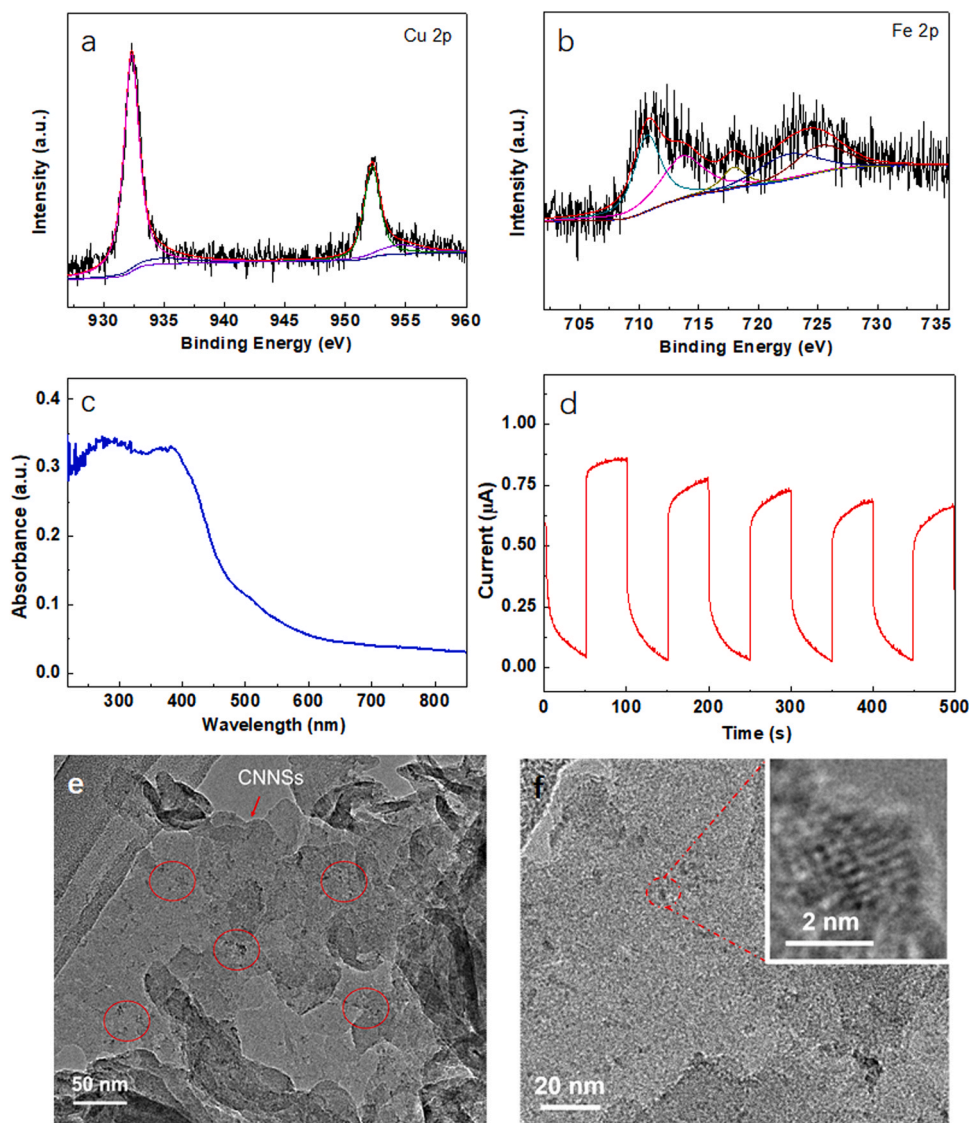 a
Cu 2p
Intensity (a.u.)
930 935 940 945 950 955 960
Binding Energy (eV)
b
Fe 2p
Intensity (a.u.)
705 710 715 720 725 730 735
Binding Energy (eV)
c
Absorbance (a.u.)
0.4
0.3
0.2
0.1
0.0
300 400 500 600 700 800
Wavelength (nm)
d
Current (µA)
1.00
0.75
0.50
0.25
0.00
0 100 200 300 400 500
Time (s)
e
CNNSs
50 nm
f
2 nm
20 nm